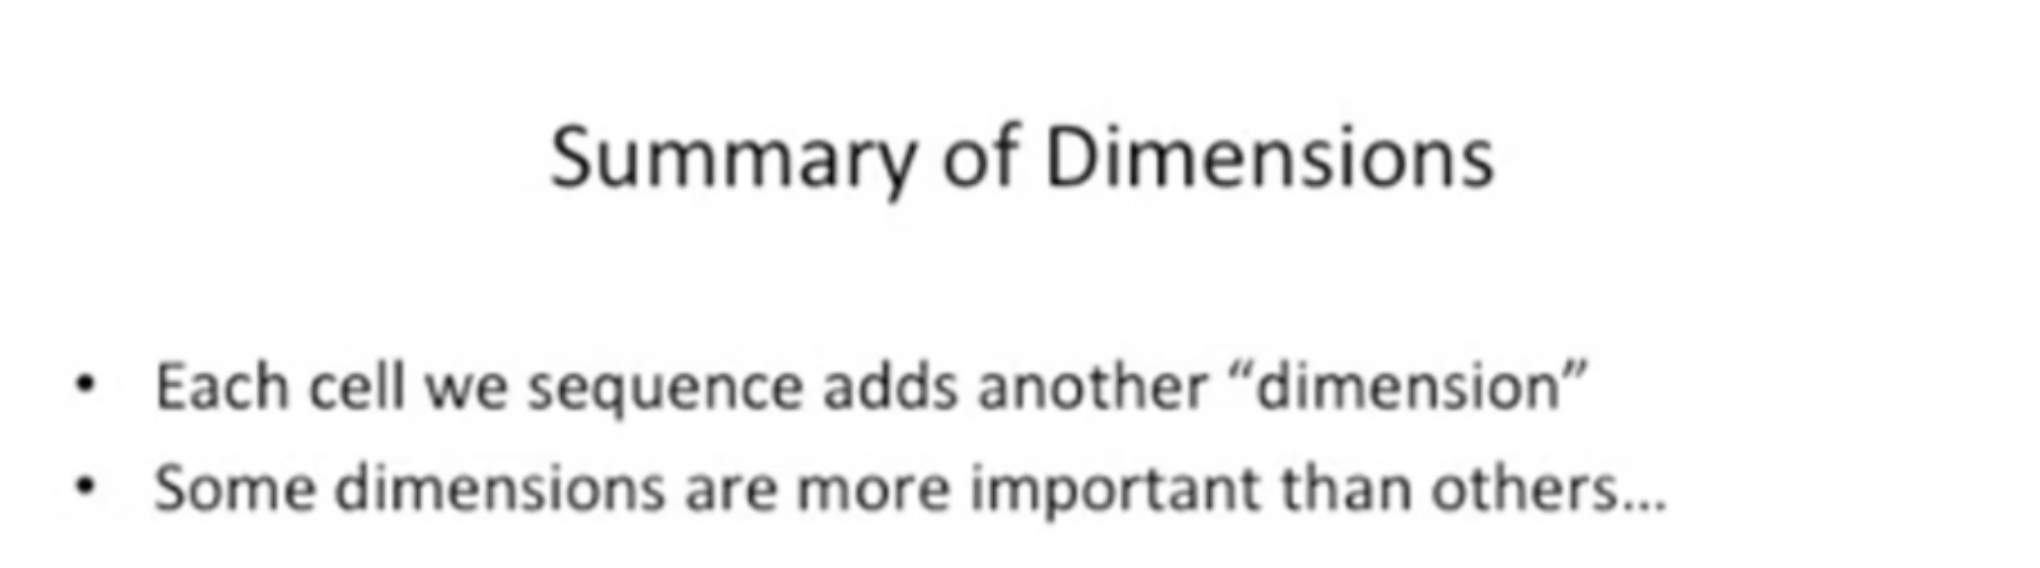 Summary of Dimensions
• Each cell we sequence adds another “dimension”
• Some dimensions are more important than others...